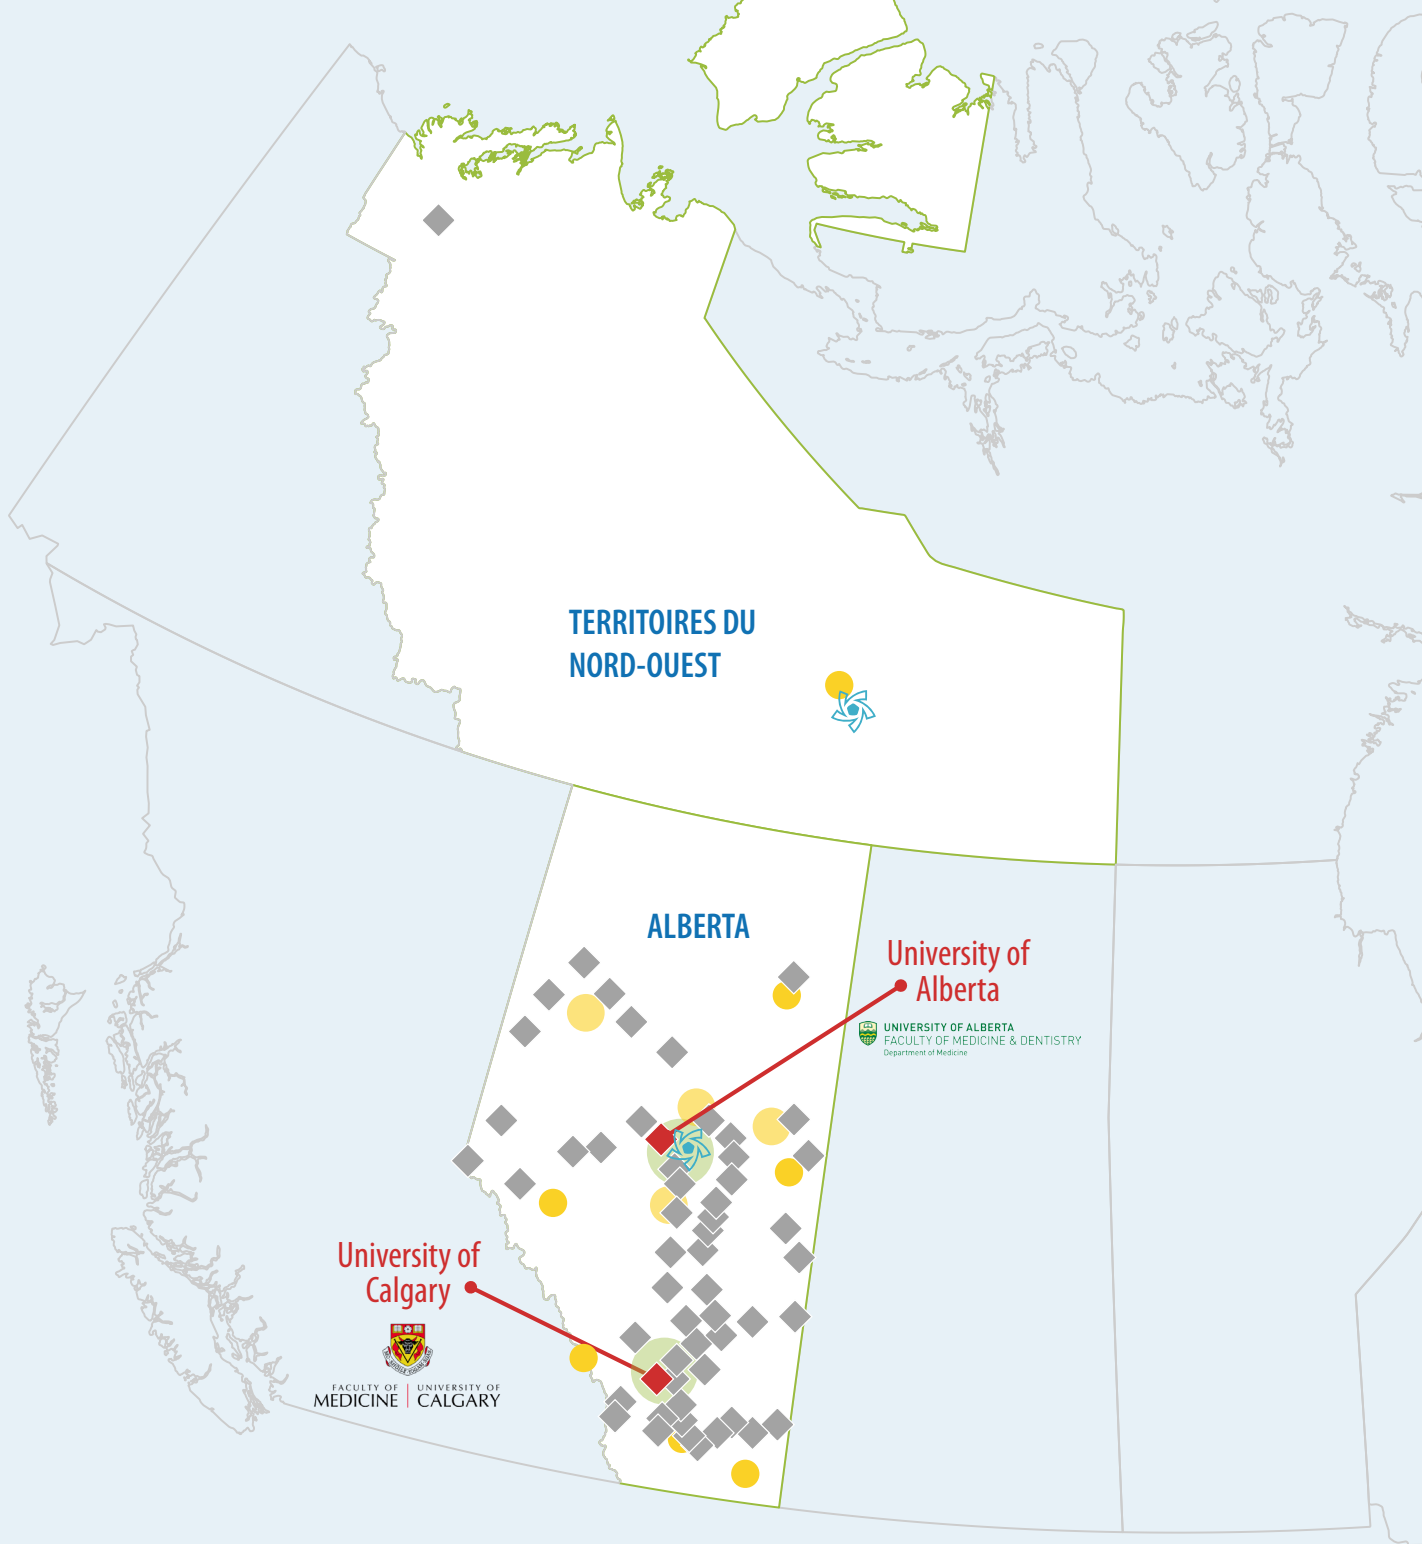 TERRITOIRES DU
NORD-OUEST
ALBERTA
University of
Alberta
UNIVERSITY OF ALBERTA
FACULTY OF MEDICINE & DENTISTRY
Department of Medicine
University of
Calgary
FACULTY OF
MEDICINE
UNIVERSITY OF
CALGARY